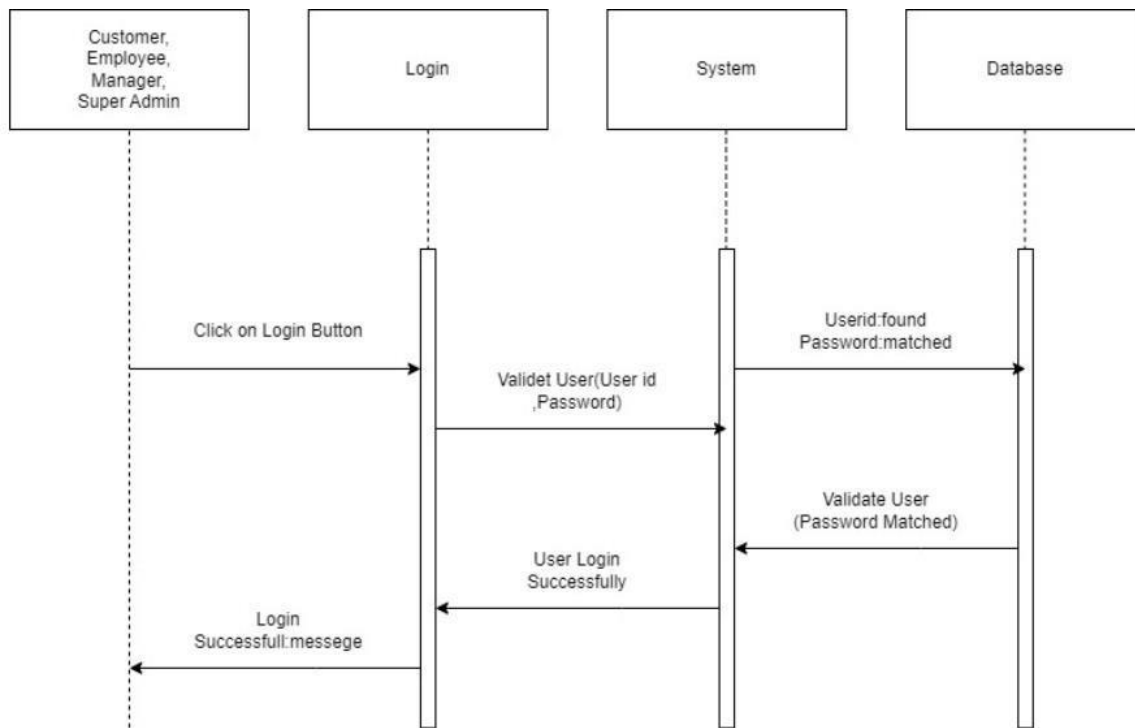 Customer,
Employee,
Manager,
Super Admin
Login
System
Database
Click on Login Button
Userid:found
Password:matched
Validet User(User id
,Password)
Validate User
(Password Matched)
User Login
Successfully
Login
Successfull:messege